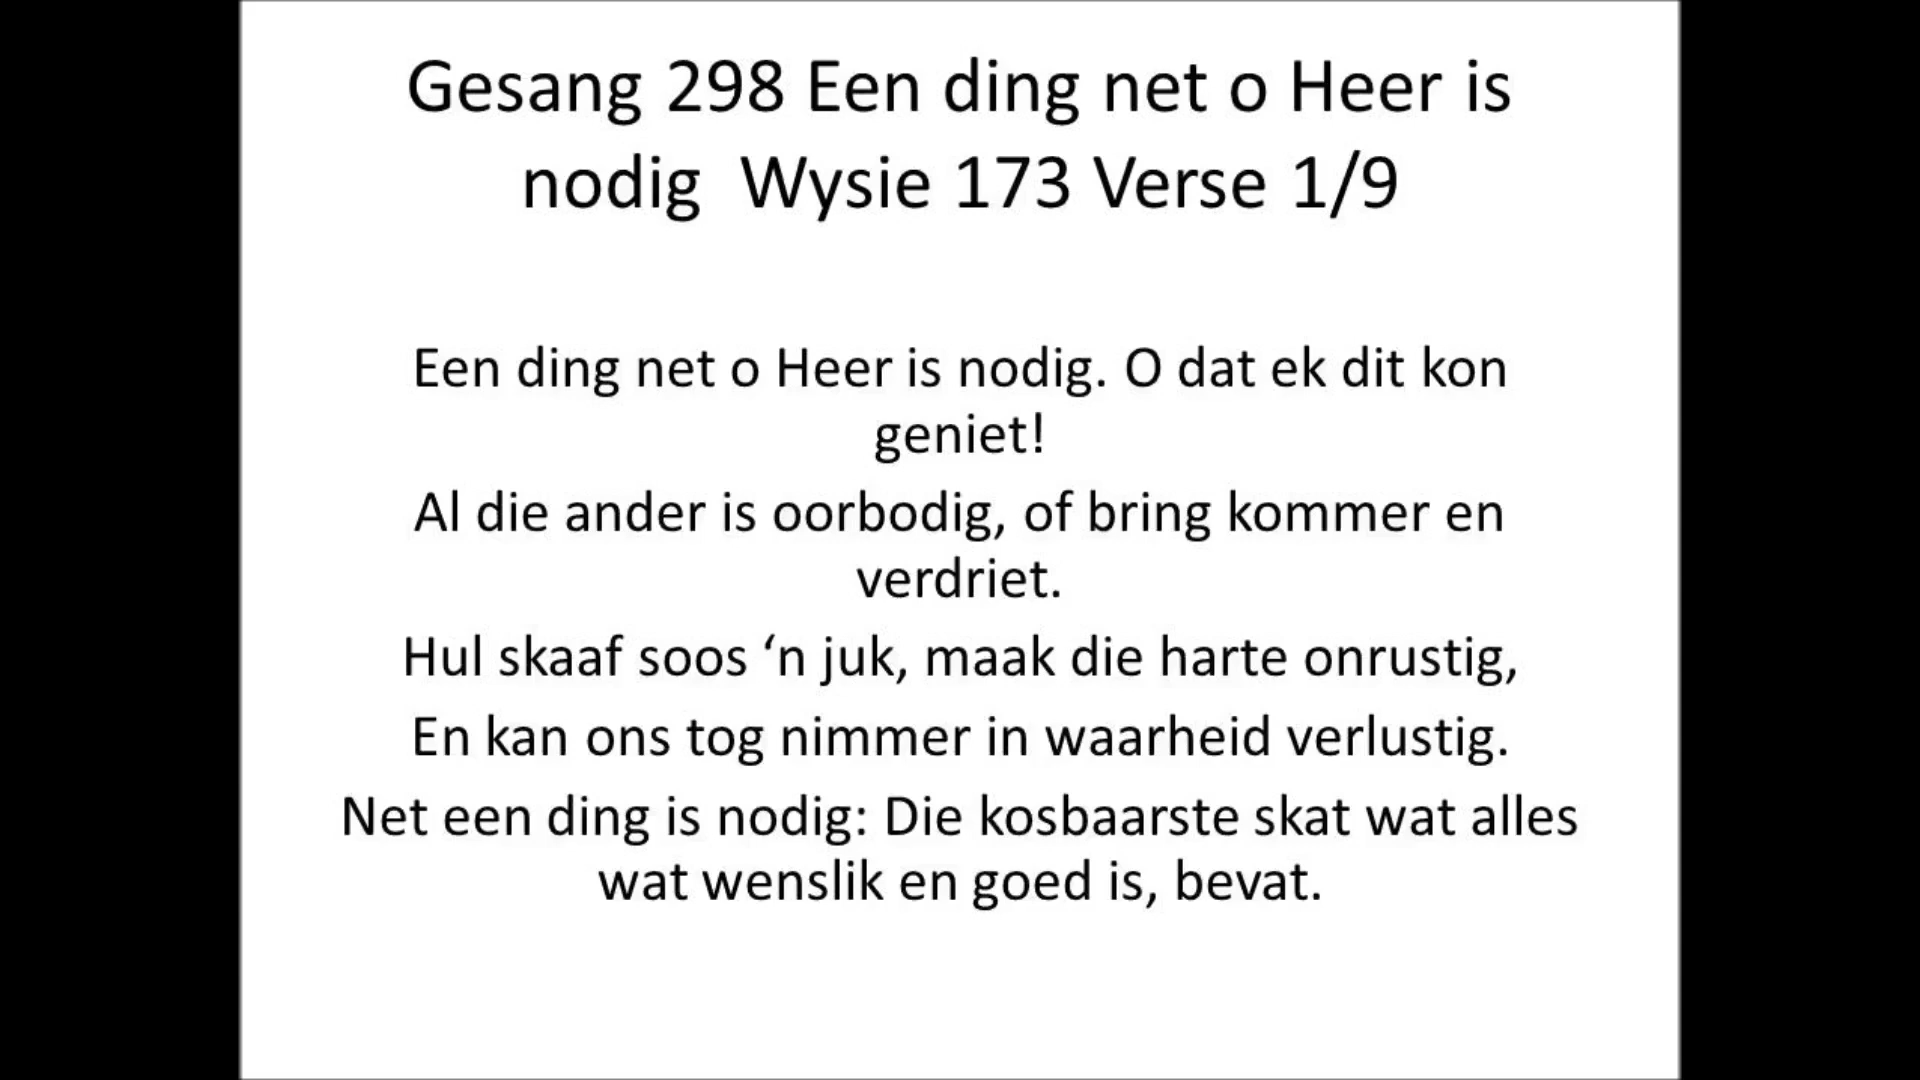 Gesang 298 Een ding net o Heer is
nodig  Wysie 173 Verse 1/9
Een ding net o Heer is nodig. O dat ek dit kon
geniet!
Al die ander is oorbodig, of bring kommer en
verdriet.
Hul skaaf soos ‘n juk, maak die harte onrustig,
En kan ons tog nimmer in waarheid verlustig.
Net een ding is nodig: Die kosbaarste skat wat alles
wat wenslik en goed is, bevat.